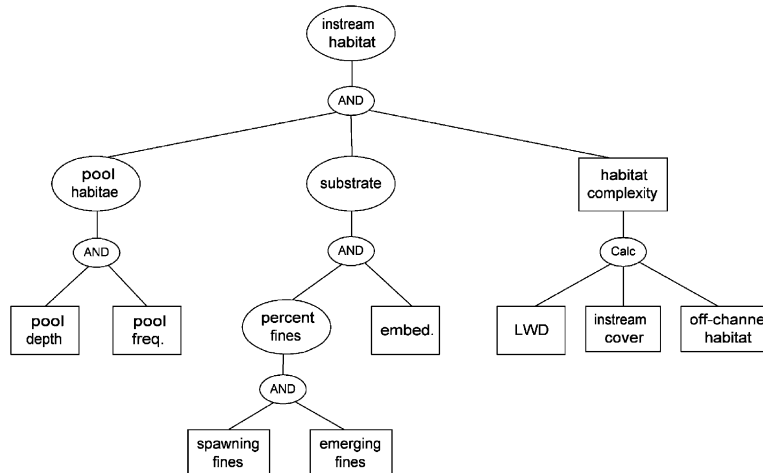 instream
habitat
AND
pool
habitae
substrate
habitat
complexity
AND
AND
Calc
pool
depth
pool
freq.
percent
fines
embed.
LWD
instream
cover
off-channe
habitat
AND
spawning
fines
emerging
fines